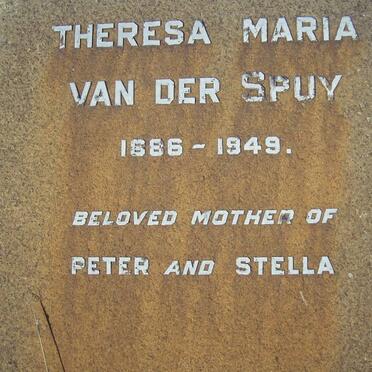 THERESA MARIA
VAN DER SPUY
1886 - 1949.
BELOVED MOTHER OF
PETER AND STELLA